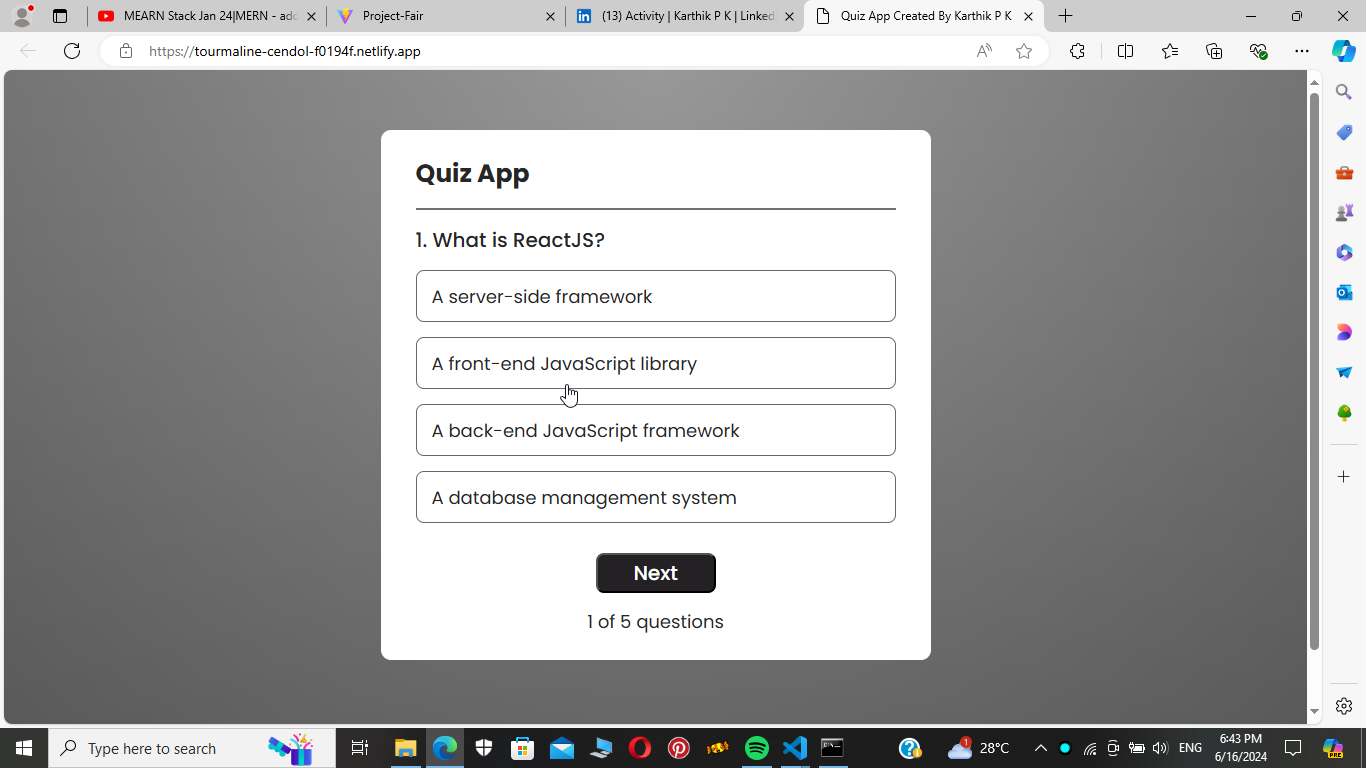 MEARN Stack Jan 24|MERN - add
Project-Fair
(13) Activity | Karthik P K | Linked
Quiz App Created By Karthik P K
https://tourmaline-cendol-f0194f.netlify.app
Quiz App
1. What is ReactJS?
A server-side framework
A front-end JavaScript library
A back-end JavaScript framework
A database management system
Next
1 of 5 questions
Type here to search
1
28°C
ENG
6:43 PM
6/16/2024
PRE